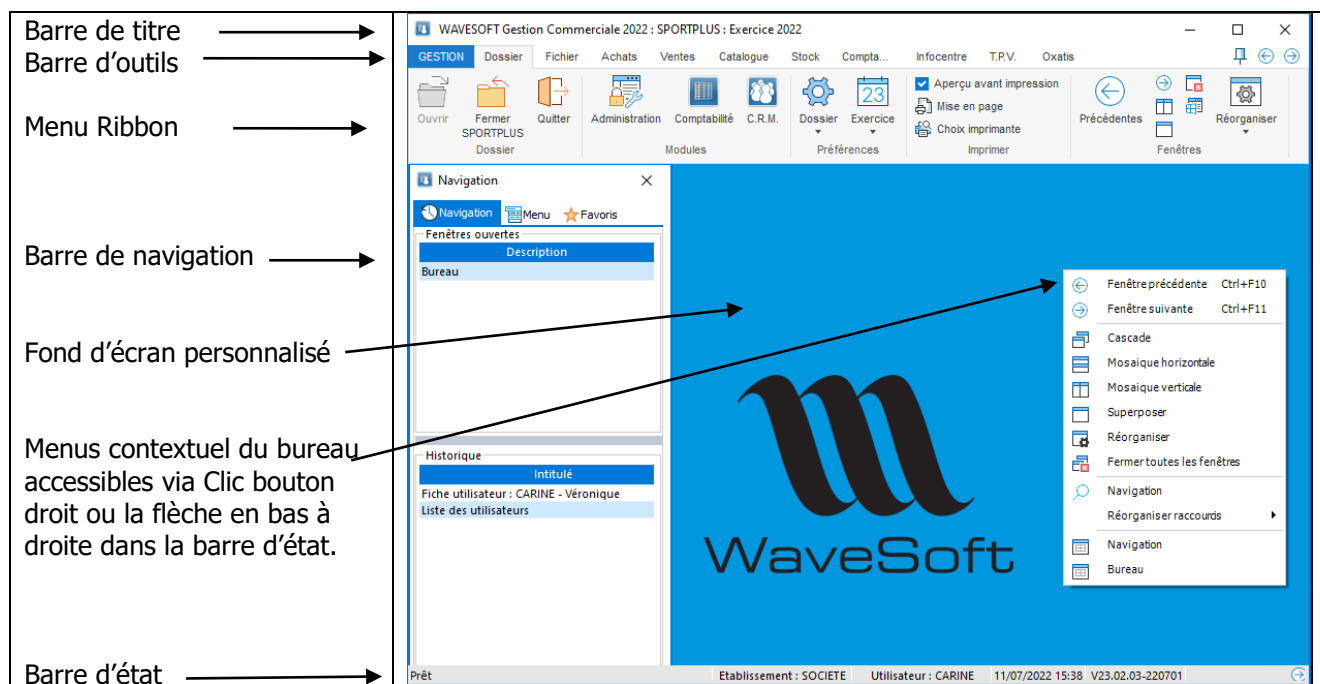 Barre de titre
Barre d'outils
Menu Ribbon
Barre de navigation
Fond d'écran personnalisé
Menus contextuel du bureau
accessibles via Clic bouton
droit ou la flèche en bas à
droite dans la barre d'état.
Barre d'état
WAVESOFT Gestion Commerciale 2022 : SPORTPLUS : Exercice 2022
GESTION Dossier Fichier Achats Ventes Catalogue Stock Compta... Infocentre T.P.V. Oxatis
Ouvrir
Fermer
SPORTPLUS
Quitter
Dossier
Administration
Comptabilité
C.R.M.
Modules
Dossier
23
Exercice
Préférences
Aperçu avant impression
Mise en page
Choix imprimante
Imprimer
Précédentes
Réorganiser
Fenêtres
Navigation
Navigation Menu Favoris
Fenêtres ouvertes
Description
Bureau
Historique
Intitulé
Fiche utilisateur : CARINE - Véronique
Liste des utilisateurs
WaveSoft
Fenêtre précédente Ctrl+F10
Fenêtre suivante Ctrl+F11
Cascade
Mosaique horizontale
Mosaique verticale
Superposer
Réorganiser
Fermer toutes les fenêtres
Navigation
Réorganiser raccourcis
Navigation
Bureau
Prêt Etablissement : SOCIETE Utilisateur : CARINE 11/07/2022 15:38 V23.02.03-220701